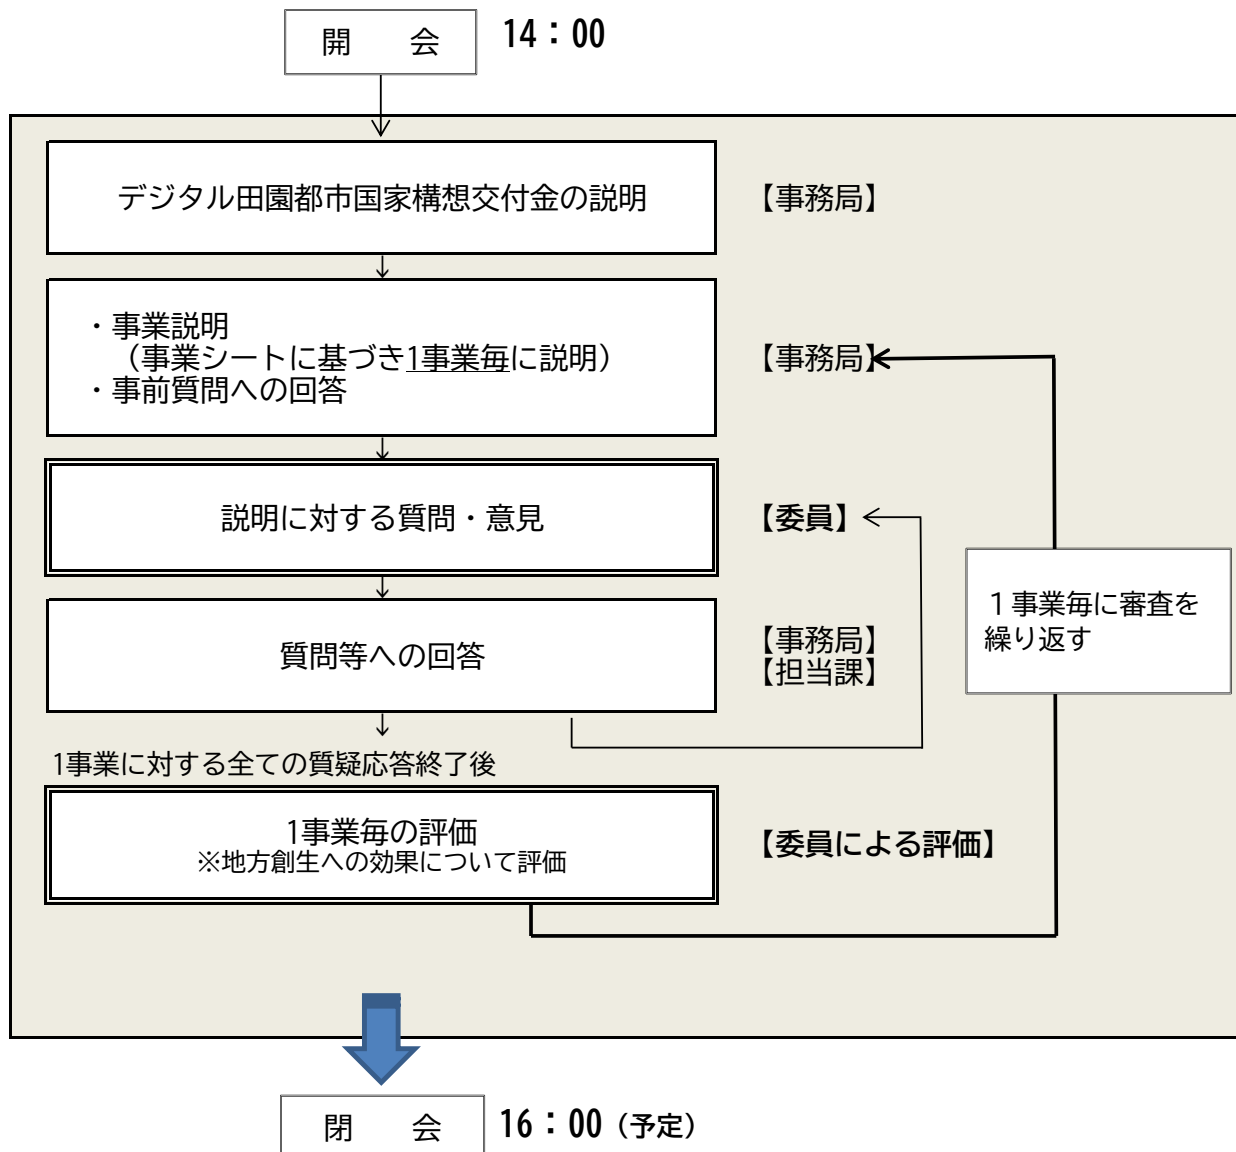 開　　会　14：00
デジタル田園都市国家構想交付金の説明　【事務局】
・事業説明
（事業シートに基づき1事業毎に説明）　【事務局】
・事前質問への回答
説明に対する質問・意見　【委員】
1事業毎に審査を
繰り返す
質問等への回答　【事務局】
【担当課】
1事業に対する全ての質疑応答終了後
1事業毎の評価　【委員による評価】
※地方創生への効果について評価
閉　　会　16：00（予定）